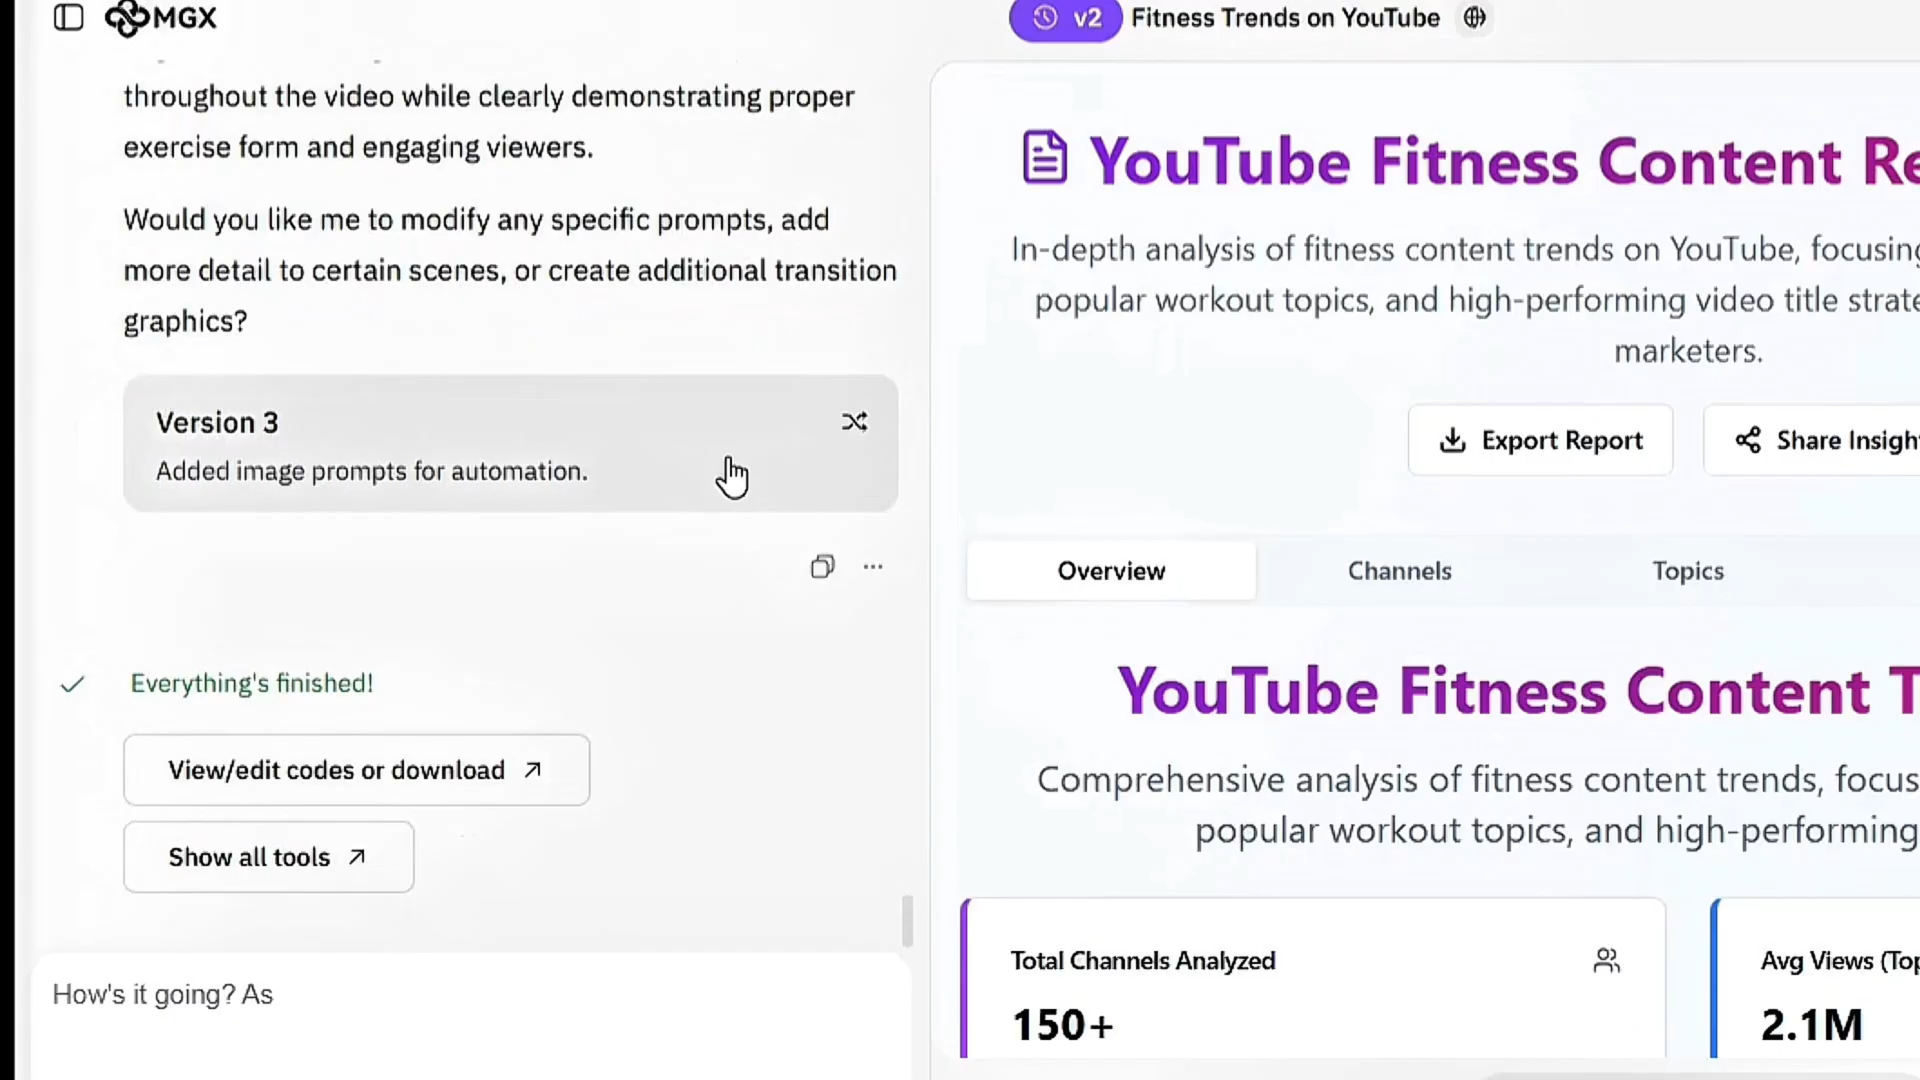 MGX
v2 Fitness Trends on YouTube
throughout the video while clearly demonstrating proper
exercise form and engaging viewers.
Would you like me to modify any specific prompts, add
more detail to certain scenes, or create additional transition
graphics?
Version 3
Added image prompts for automation.
Everything's finished!
View/edit codes or download
Show all tools
How's it going? As
YouTube Fitness Content Re
In-depth analysis of fitness content trends on YouTube, focusing
popular workout topics, and high-performing video title strate
marketers.
Export Report
Share Insigh
Overview
Channels
Topics
YouTube Fitness Content T
Comprehensive analysis of fitness content trends, focus
popular workout topics, and high-performing
Total Channels Analyzed
150+
Avg Views (Top
2.1M